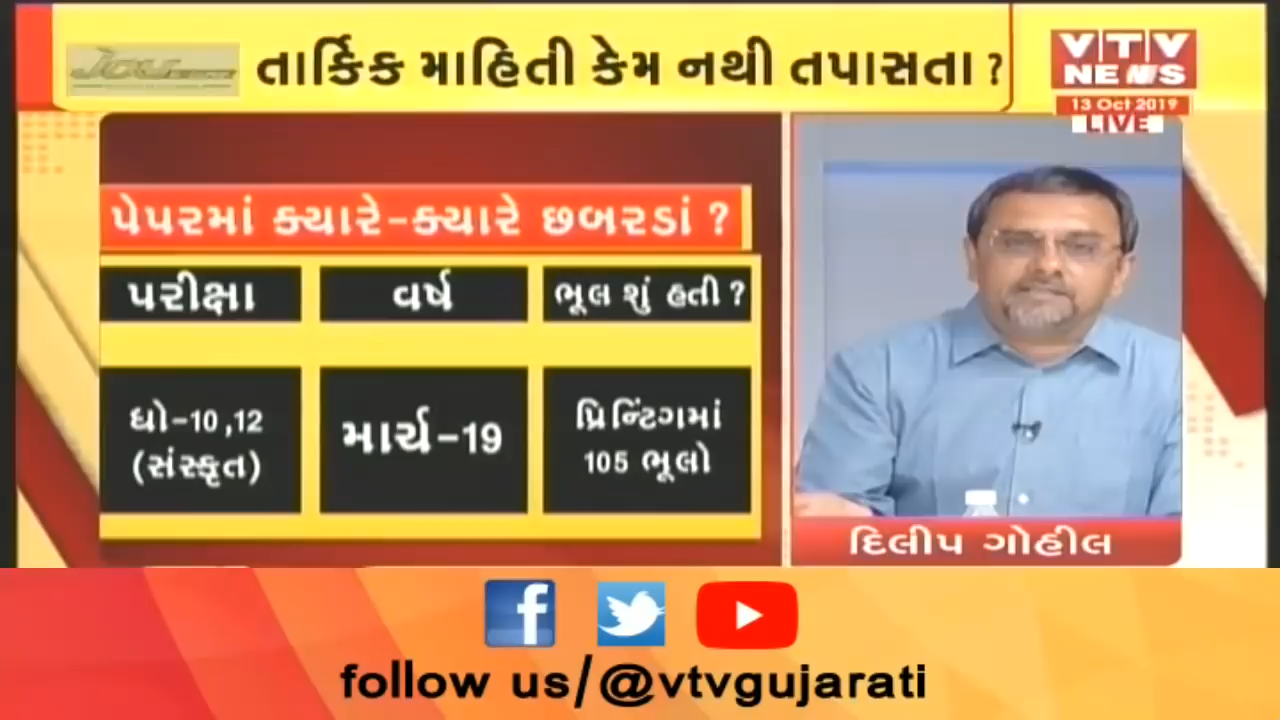 તાર્કિક માહિતી કેમ નથી તપાસતા ?
VTV
NEWS
13 Oct 2019
LIVE
પેપરમાં ક્યારે-ક્યારે છબરડાં ?
પરીક્ષા વર્ષ ભૂલ શું હતી ?
ધો-10,12
(સંસ્કૃત)
માર્ચ-19
પ્રિન્ટિંગમાં
105 ભૂલો
દિલીપ ગોહીલ
follow us/@vtvgujarati